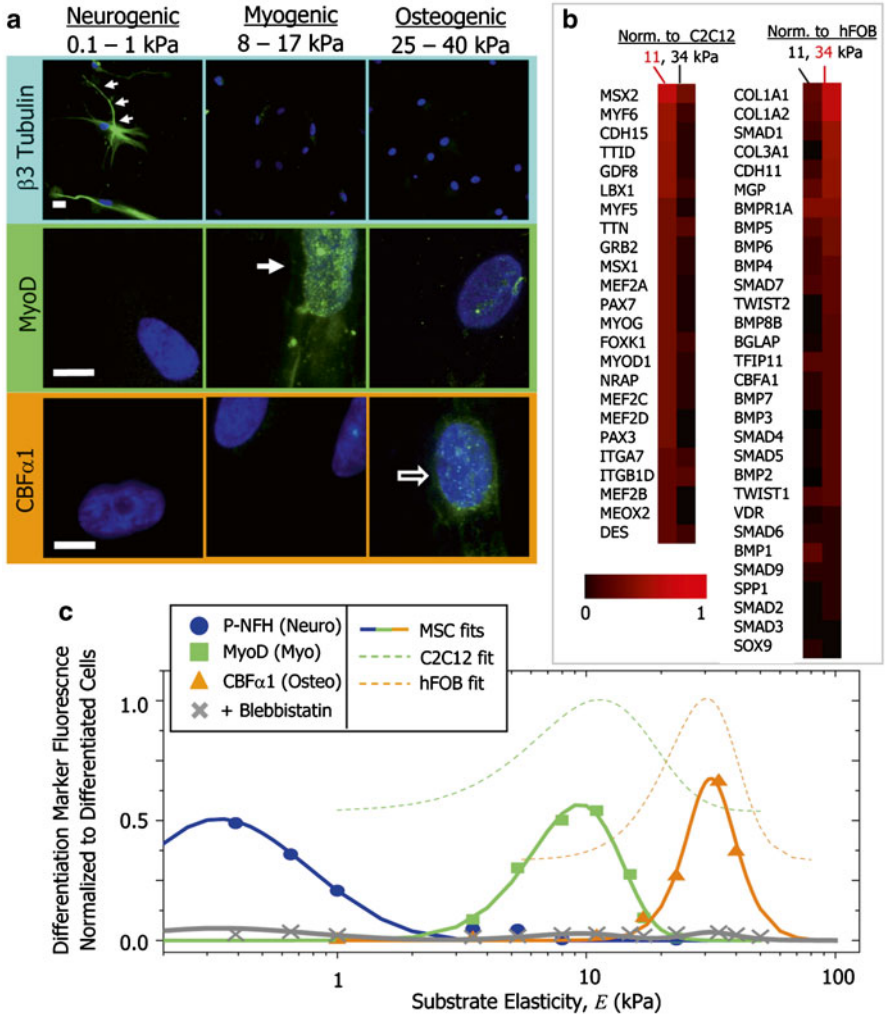 a
Neurogenic
0.1 – 1 kPa
Myogenic
8 – 17 kPa
Osteogenic
25 – 40 kPa
β3 Tubulin
MyoD
CBFα1
b
Norm. to C2C12
11, 34 kPa
MSX2
MYF6
CDH15
TTID
GDF8
LBX1
MYF5
TTN
GRB2
MSX1
MEF2A
PAX7
MYOG
FOXK1
MYOD1
NRAP
MEF2C
MEF2D
PAX3
ITGA7
ITGB1D
MEF2B
MEOX2
DES
0
1
Norm. to hFOB
11, 34 kPa
COL1A1
COL1A2
SMAD1
COL3A1
CDH11
MGP
BMPR1A
BMP5
BMP6
BMP4
SMAD7
TWIST2
BMP8B
BGLAP
TFIP11
CBFA1
BMP7
BMP3
SMAD4
SMAD5
BMP2
TWIST1
VDR
SMAD6
BMP1
SMAD9
SPP1
SMAD2
SMAD3
SOX9
c
P-NFH (Neuro)
MyoD (Myo)
CBFα1 (Osteo)
+ Blebbistatin
MSC fits
C2C12 fit
hFOB fit
Differentiation Marker Fluorescence
Normalized to Differentiated Cells
1.0
0.5
0.0
1
10
100
Substrate Elasticity, E (kPa)